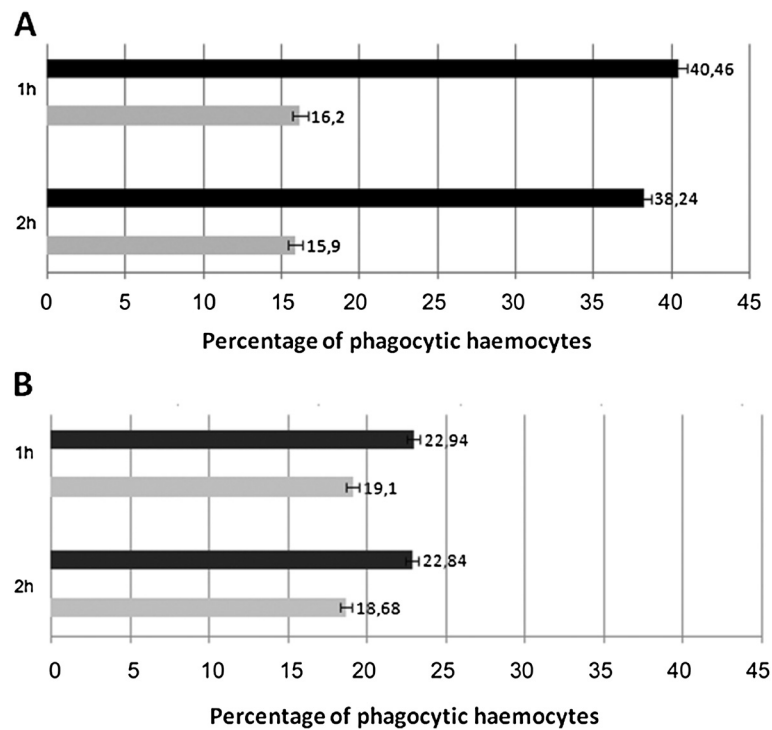 A
1h
40,46
16,2
2h
38,24
15,9
0 5 10 15 20 25 30 35 40 45
Percentage of phagocytic haemocytes
B
1h
22,94
19,1
2h
22,84
18,68
0 5 10 15 20 25 30 35 40 45
Percentage of phagocytic haemocytes